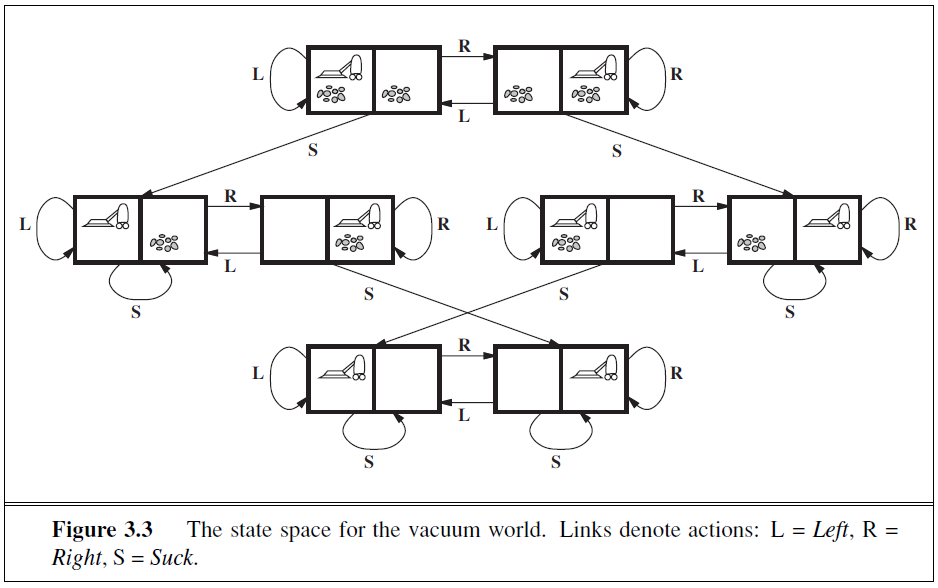 R
L R
L
S S
R R
L R L R
L L
S S S S
R
L R
L
S S
Figure 3.3 The state space for the vacuum world. Links denote actions: L = Left, R =
Right, S = Suck.